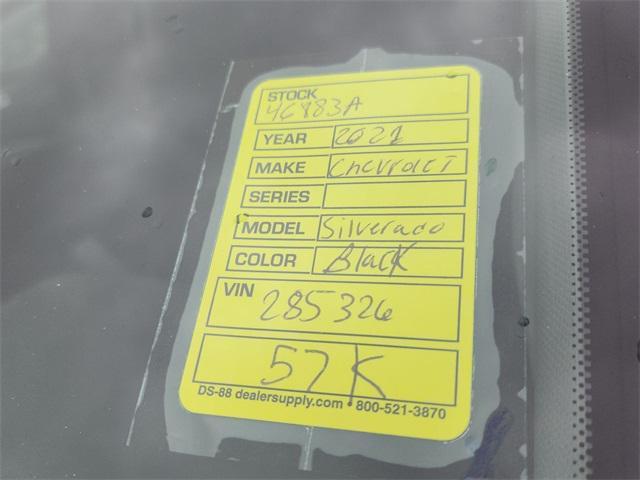 STOCK
46983A
YEAR 2021
MAKE Chevrolet
SERIES
MODEL Silverado
COLOR Black
VIN 285326
57K
DS-88 dealersupply.com • 800-521-3870